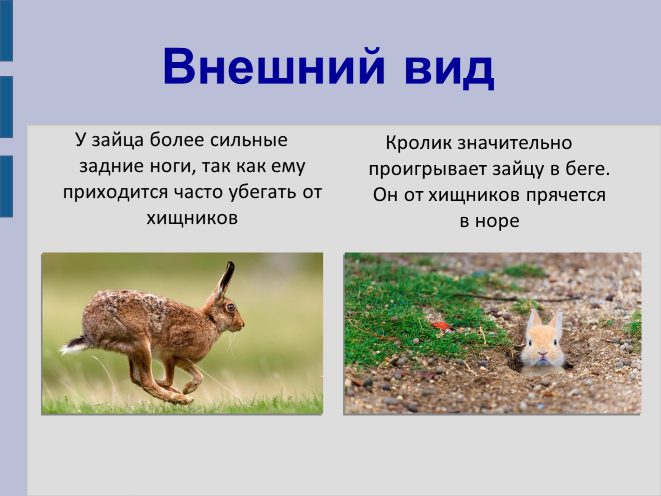 Внешний вид
У зайца более сильные
задние ноги, так как ему
приходится часто убегать от
хищников
Кролик значительно
проигрывает зайцу в беге.
Он от хищников прячется
в норе